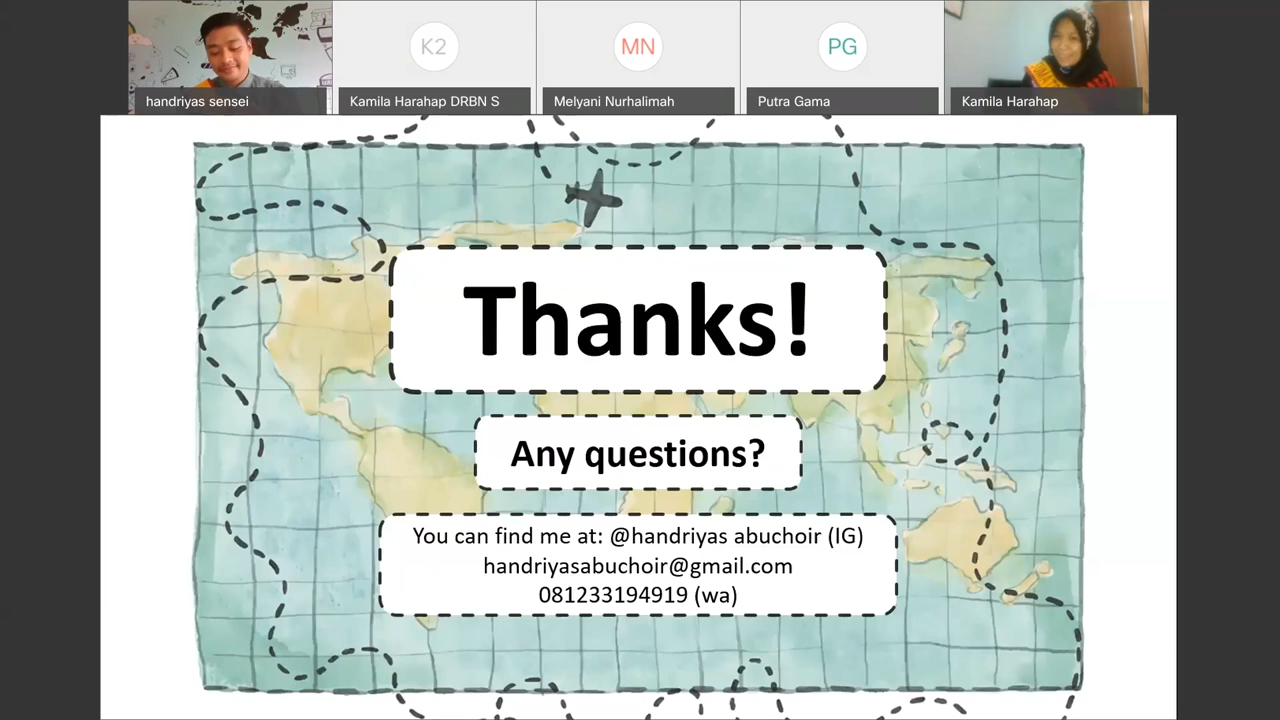 K2
MN
PG
handriyas sensei
Kamila Harahap DRBN S
Melyani Nurhalimah
Putra Gama
Kamila Harahap
Thanks!
Any questions?
You can find me at: @handriyas abuchoir (IG)
handriyasabuchoir@gmail.com
081233194919 (wa)